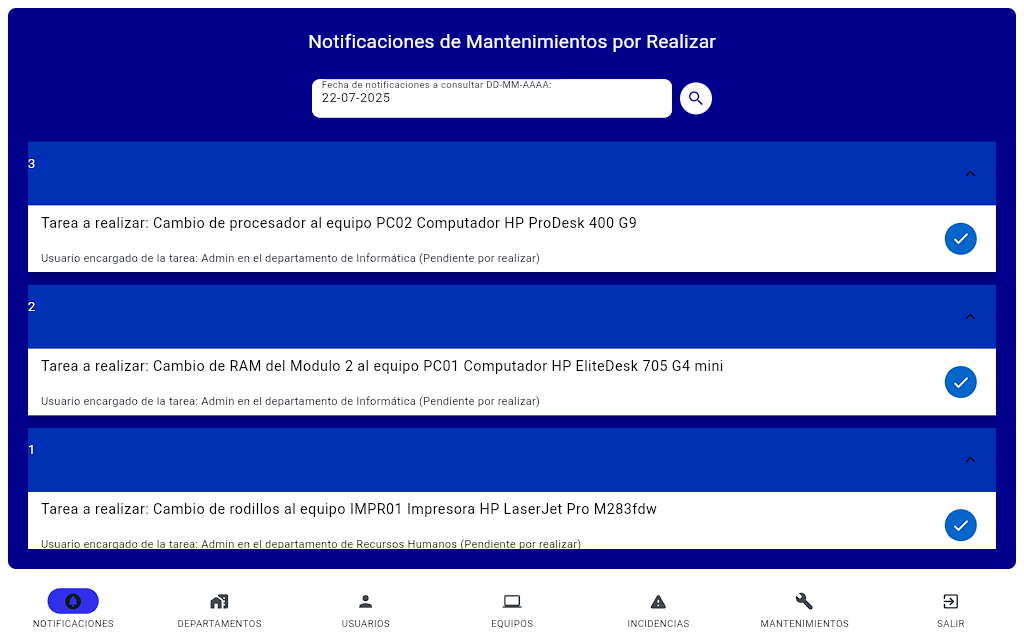 Notificaciones de Mantenimientos por Realizar
Fecha de notificaciones a consultar DD-MM-AAAA:
22-07-2025
3
Tarea a realizar: Cambio de procesador al equipo PC02 Computador HP ProDesk 400 G9
Usuario encargado de la tarea: Admin en el departamento de Informática (Pendiente por realizar)
2
Tarea a realizar: Cambio de RAM del Modulo 2 al equipo PC01 Computador HP EliteDesk 705 G4 mini
Usuario encargado de la tarea: Admin en el departamento de Informática (Pendiente por realizar)
1
Tarea a realizar: Cambio de rodillos al equipo IMPR01 Impresora HP LaserJet Pro M283fdw
Usuario encargado de la tarea: Admin en el departamento de Recursos Humanos (Pendiente por realizar)
NOTIFICACIONES DEPARTAMENTOS USUARIOS EQUIPOS INCIDENCIAS MANTENIMIENTOS SALIR